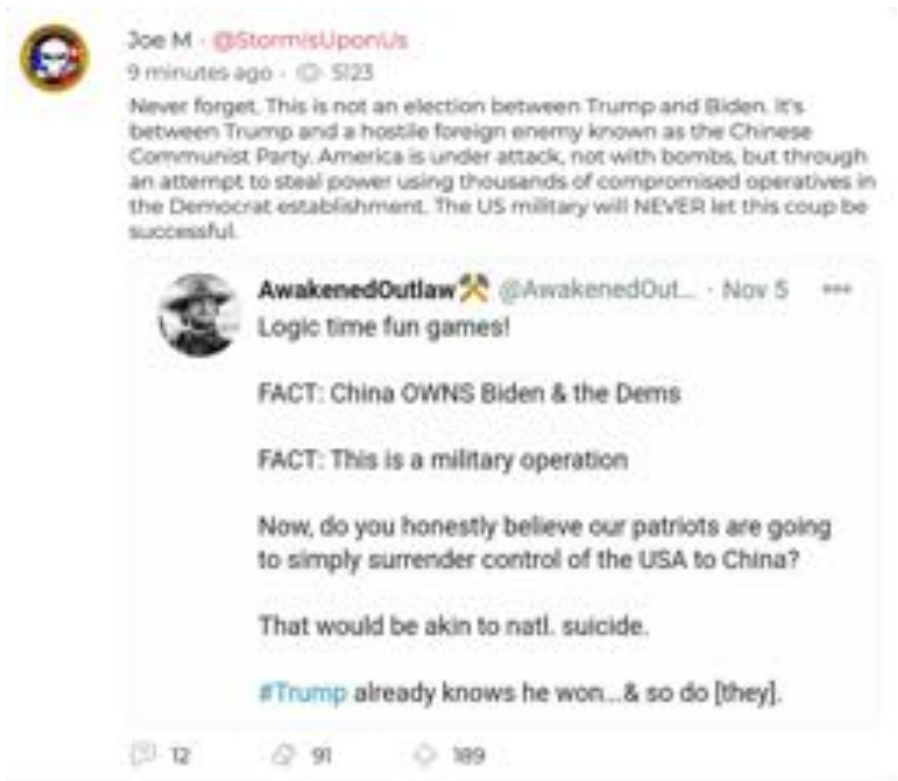 Joe M · @StormisUponUs
9 minutes ago · 5123
Never forget. This is not an election between Trump and Biden. It's
between Trump and a hostile foreign enemy known as the Chinese
Communist Party. America is under attack, not with bombs, but through
an attempt to steal power using thousands of compromised operatives in
the Democrat establishment. The US military will NEVER let this coup be
successful.
AwakenedOutlaw @AwakenedOut... · Nov 5
Logic time fun games!
FACT: China OWNS Biden & the Dems
FACT: This is a military operation
Now, do you honestly believe our patriots are going
to simply surrender control of the USA to China?
That would be akin to natl. suicide.
#Trump already knows he won...& so do [they].
12 91 189